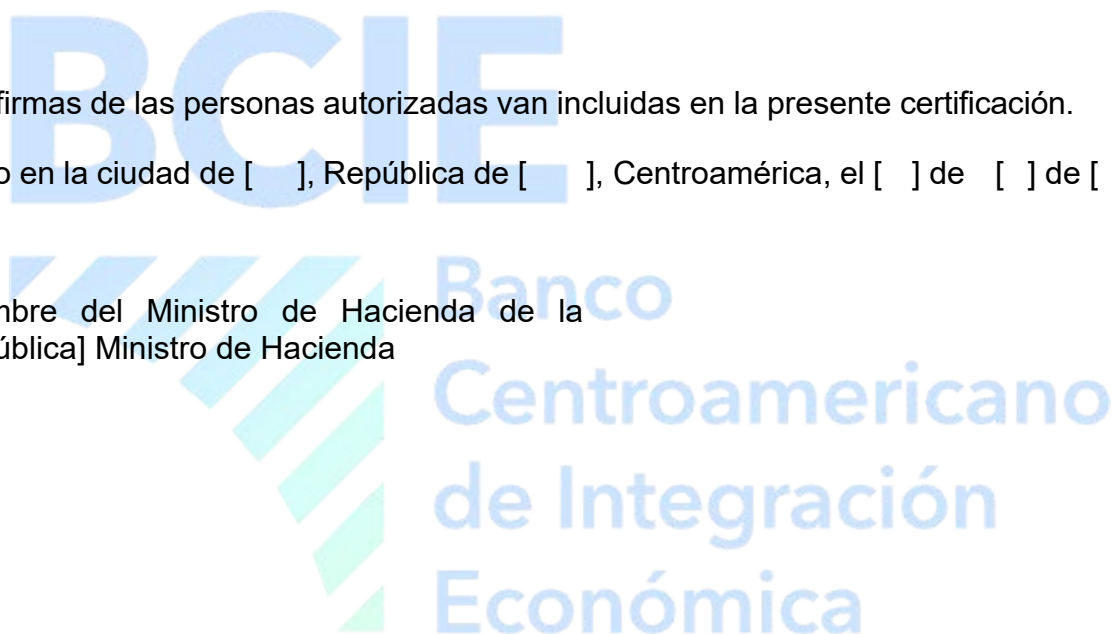 BCIE
firmas de las personas autorizadas van incluidas en la presente certificación.
o en la ciudad de [ ], República de [ ], Centroamérica, el [ ] de [ ] de [
mbre del Ministro de Hacienda de la
ública] Ministro de Hacienda
Banco
Centroamericano
de Integración
Económica